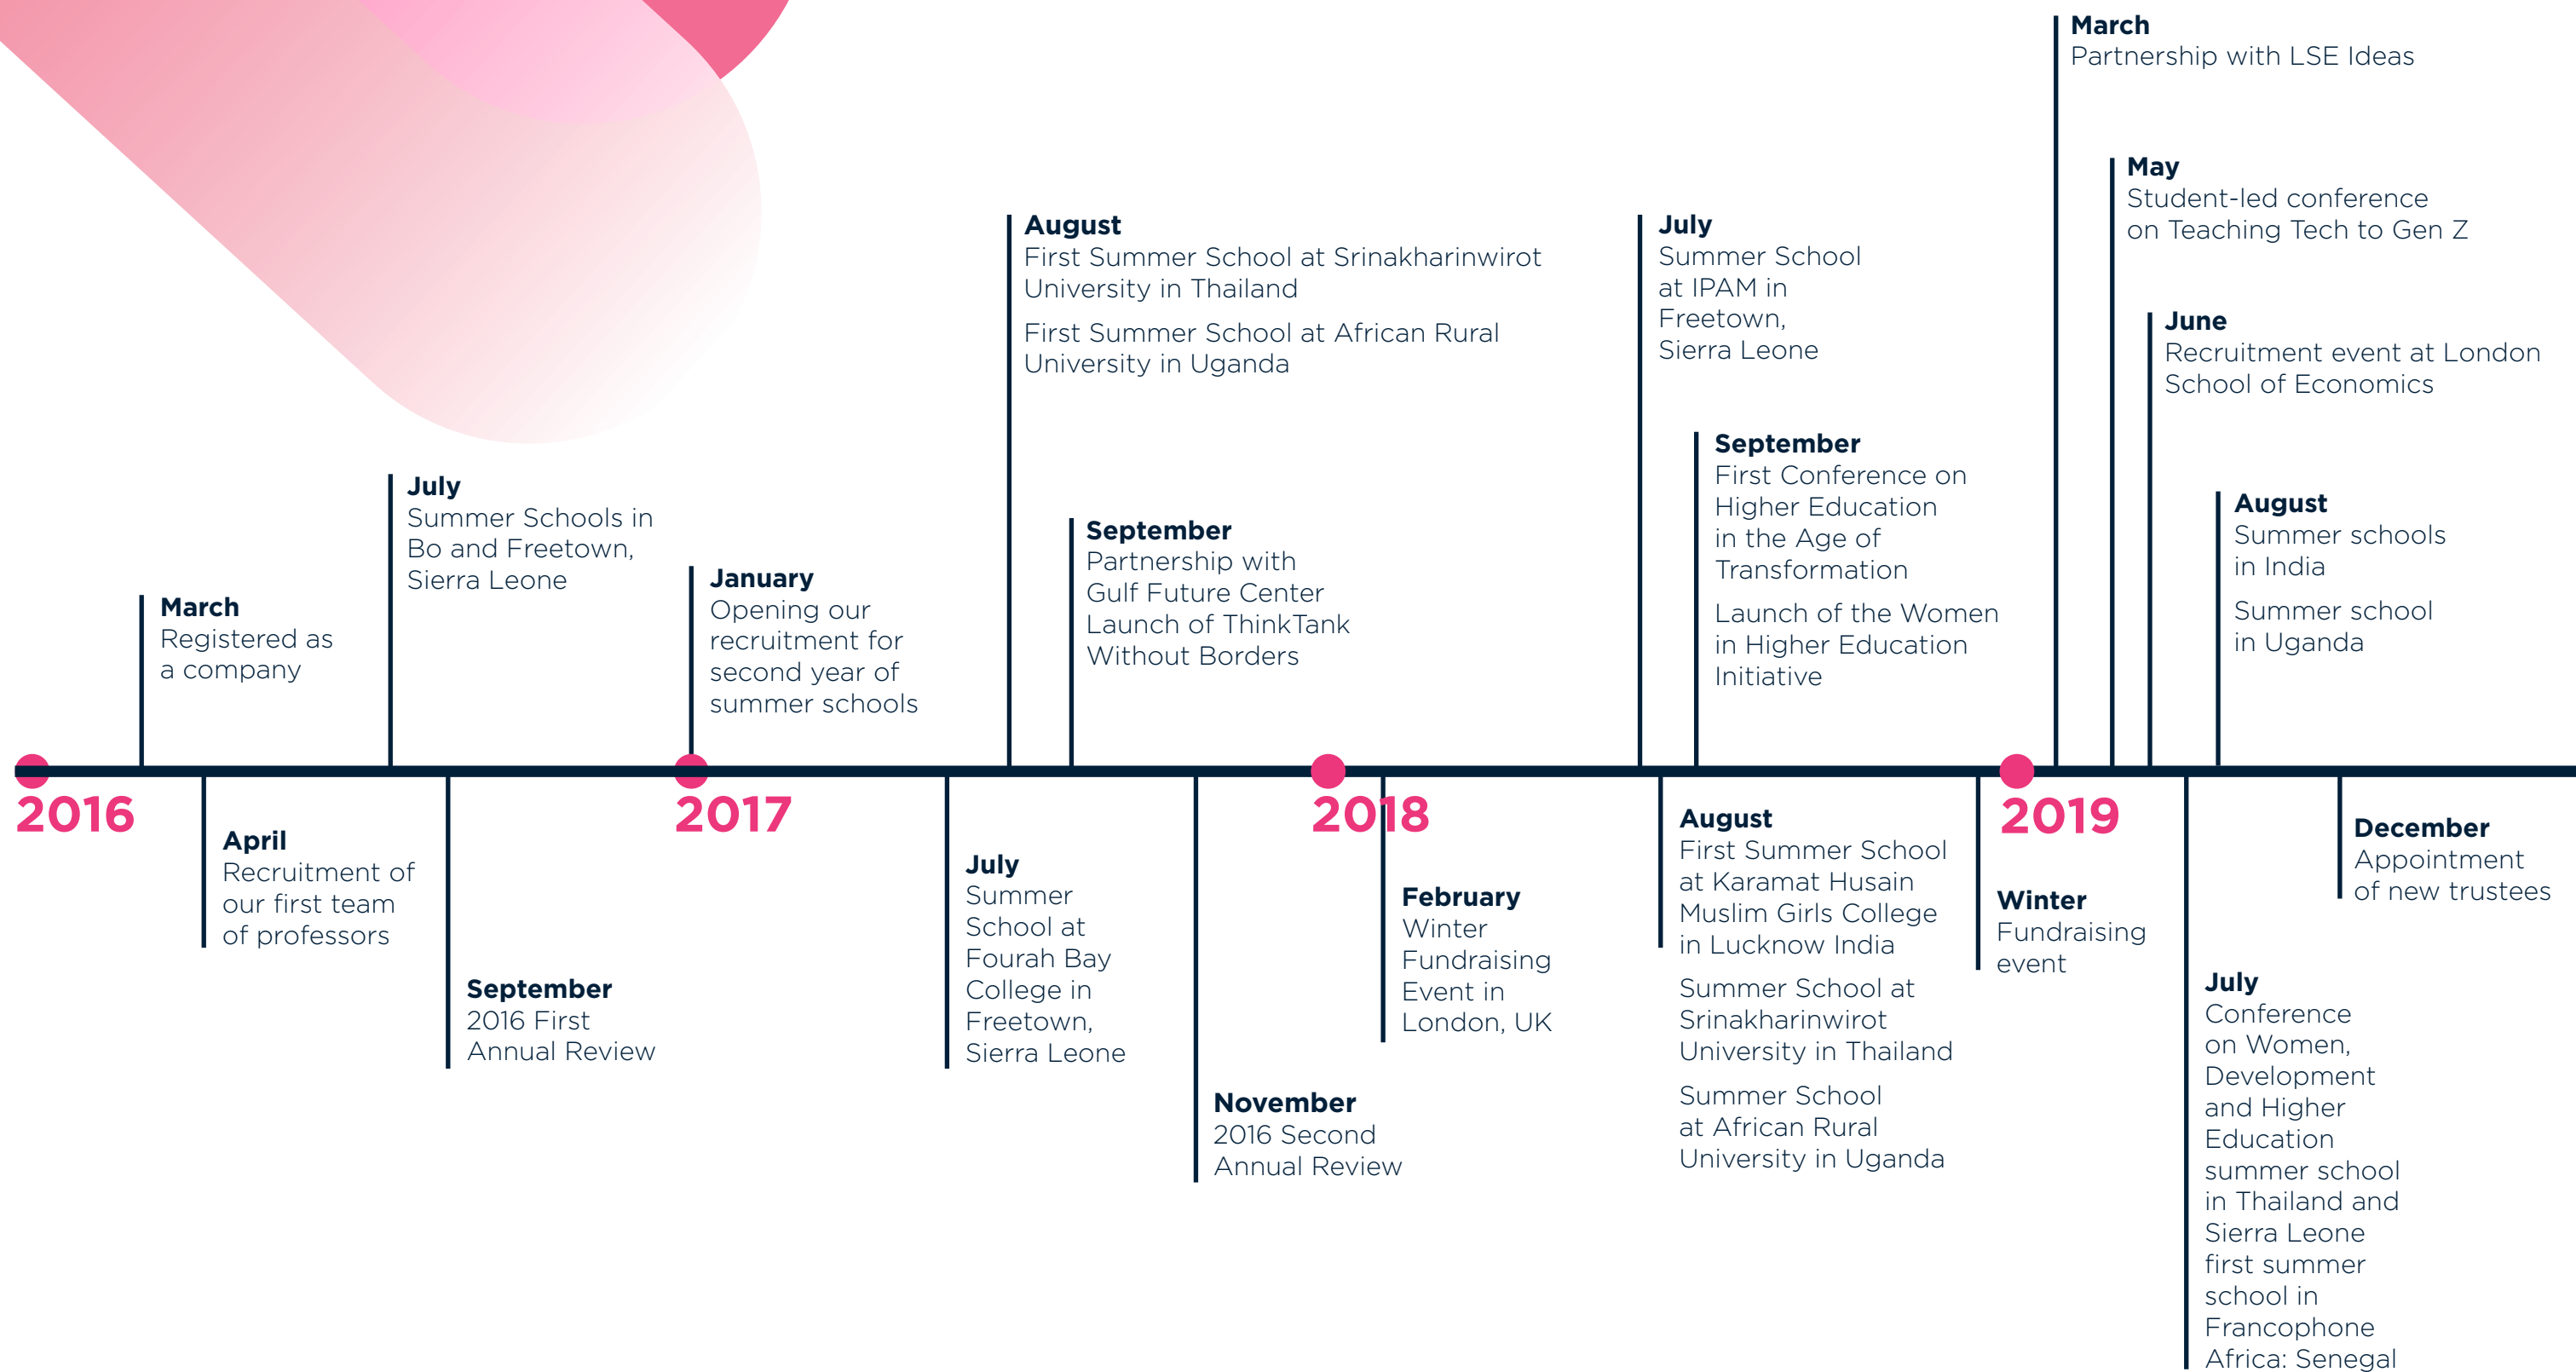 March
Registered as
a company
July
Summer Schools in
Bo and Freetown,
Sierra Leone
January
Opening our
recruitment for
second year of
summer schools
August
First Summer School at Srinakharinwirot
University in Thailand
First Summer School at African Rural
University in Uganda
September
Partnership with
Gulf Future Center
Launch of ThinkTank
Without Borders
July
Summer School
at IPAM in
Freetown,
Sierra Leone
September
First Conference on
Higher Education
in the Age of
Transformation
Launch of the Women
in Higher Education
Initiative
March
Partnership with LSE Ideas
May
Student-led conference
on Teaching Tech to Gen Z
June
Recruitment event at London
School of Economics
August
Summer schools
in India
Summer school
in Uganda
2016
2017
2018
2019
April
Recruitment of
our first team
of professors
September
2016 First
Annual Review
July
Summer
School at
Fourah Bay
College in
Freetown,
Sierra Leone
November
2016 Second
Annual Review
February
Winter
Fundraising
Event in
London, UK
August
First Summer School
at Karamat Husain
Muslim Girls College
in Lucknow India
Summer School at
Srinakharinwirot
University in Thailand
Summer School
at African Rural
University in Uganda
Winter
Fundraising
event
July
Conference
on Women,
Development
and Higher
Education
summer school
in Thailand and
Sierra Leone
first summer
school in
Francophone
Africa: Senegal
December
Appointment
of new trustees